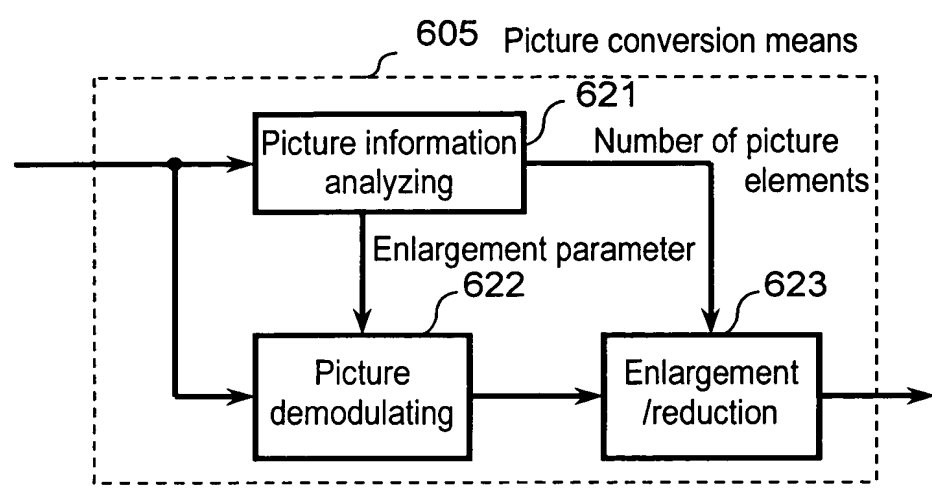 605 Picture conversion means
621
Picture information
analyzing
Number of picture
elements
Enlargement parameter
622
623
Picture
demodulating
Enlargement
/reduction